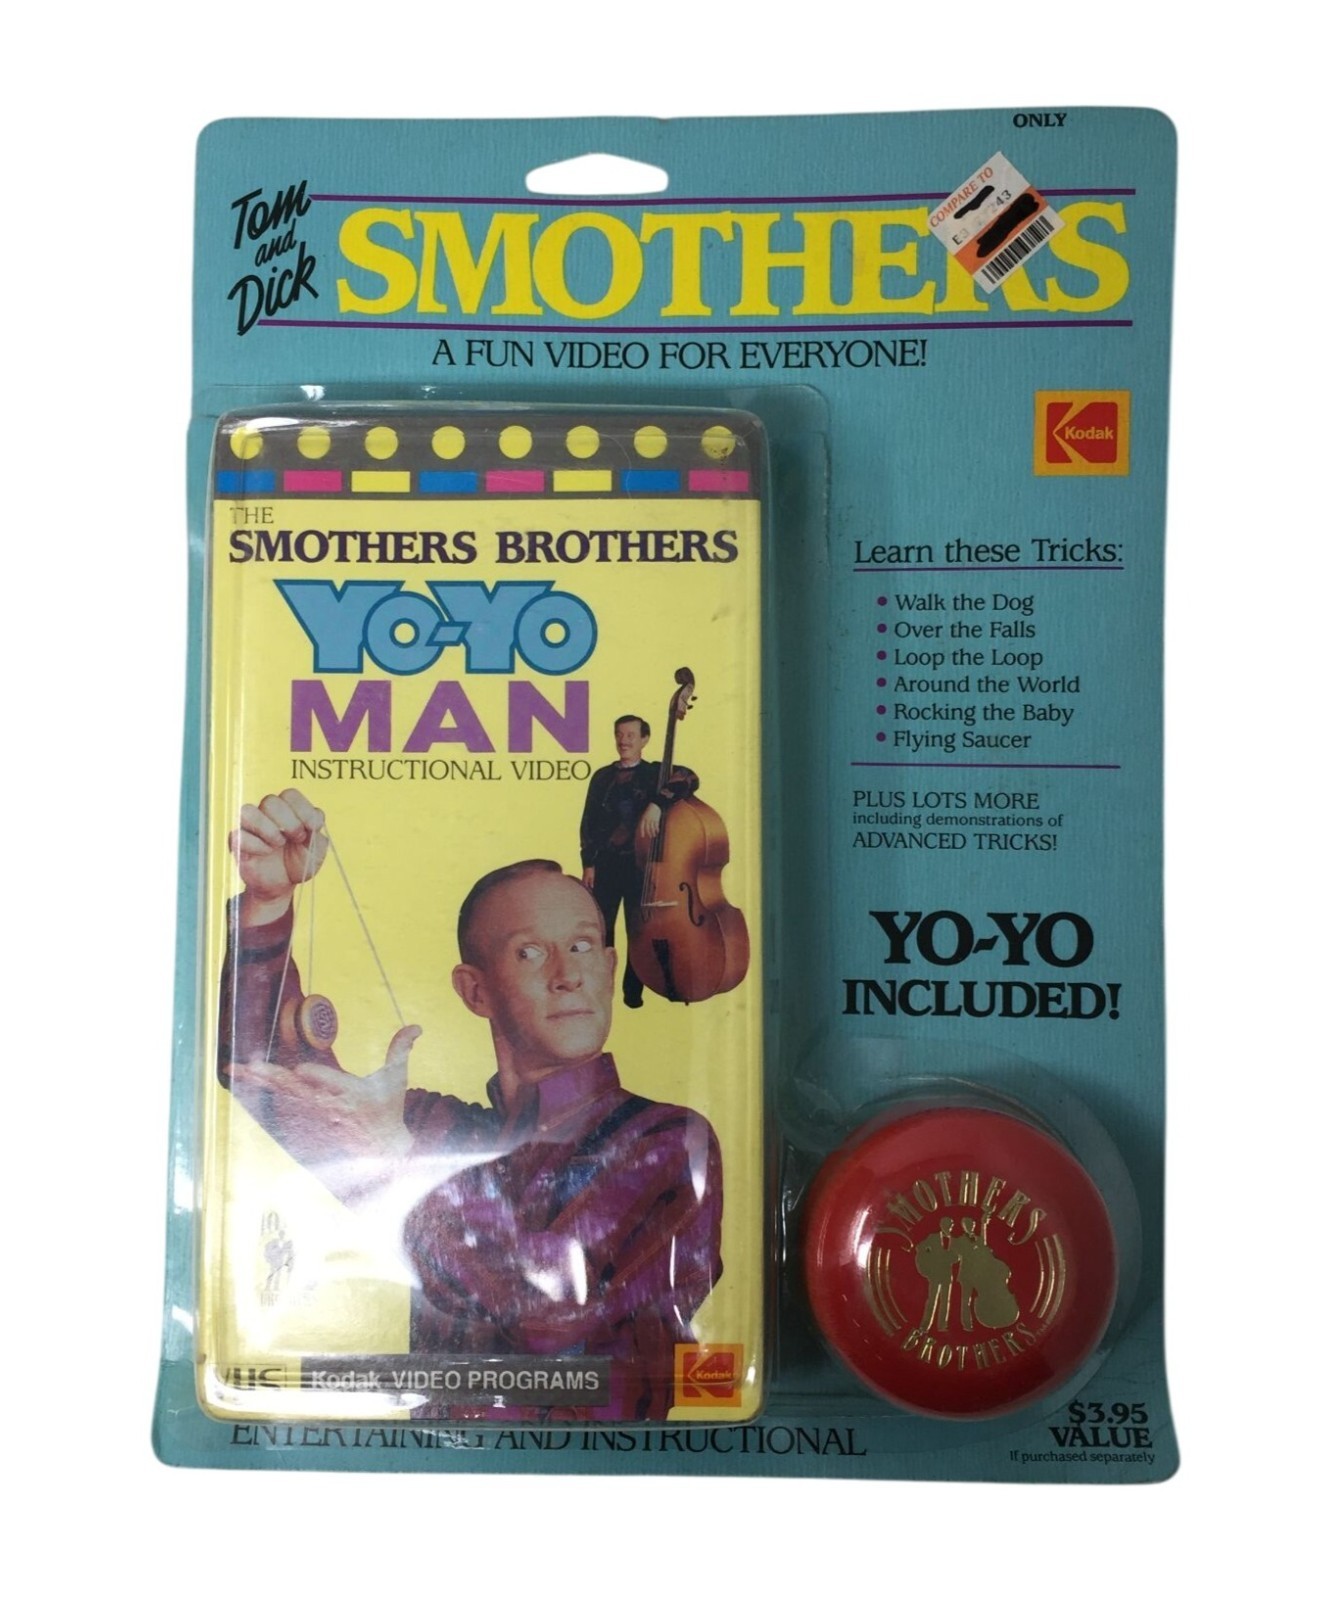 ONLY
Tom
and
Dick
SMOTHERS
COMPARE TO
A FUN VIDEO FOR EVERYONE!
Kodak
THE
SMOTHERS BROTHERS
YO-YO
MAN
INSTRUCTIONAL VIDEO
Learn these Tricks:
• Walk the Dog
• Over the Falls
• Loop the Loop
• Around the World
• Rocking the Baby
• Flying Saucer
PLUS LOTS MORE
including demonstrations of
ADVANCED TRICKS!
YO-YO
INCLUDED!
SMOTHERS
BROTHERS
VHS
Kodak VIDEO PROGRAMS
Kodak
ENTERTAINING AND INSTRUCTIONAL
$3.95
VALUE
If purchased separately